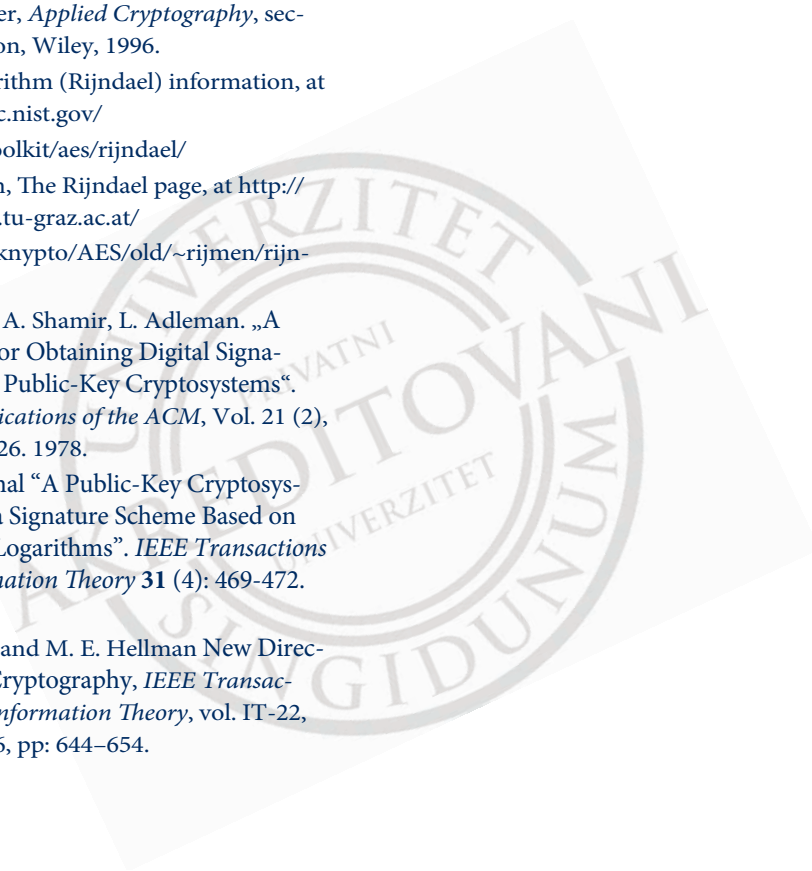 er, Applied Cryptography, sec-
on, Wiley, 1996.
rithm (Rijndael) information, at
c.nist.gov/
oolkit/aes/rijndael/
n, The Rijndael page, at http://
.tu-graz.ac.at/
knypto/AES/old/~rijmen/rijn-
A. Shamir, L. Adleman. „A
or Obtaining Digital Signa-
Public-Key Cryptosystems“.
ications of the ACM, Vol. 21 (2),
26. 1978.
nal “A Public-Key Cryptosys-
a Signature Scheme Based on
Logarithms”. IEEE Transactions
mation Theory 31 (4): 469-472.
and M. E. Hellman New Direc-
Cryptography, IEEE Transac-
nformation Theory, vol. IT-22,
6, pp: 644–654.
UNIVERZITET
PRIVATNI
AKREDITOVANI
UNIVERZITET
SINGIDUNUM